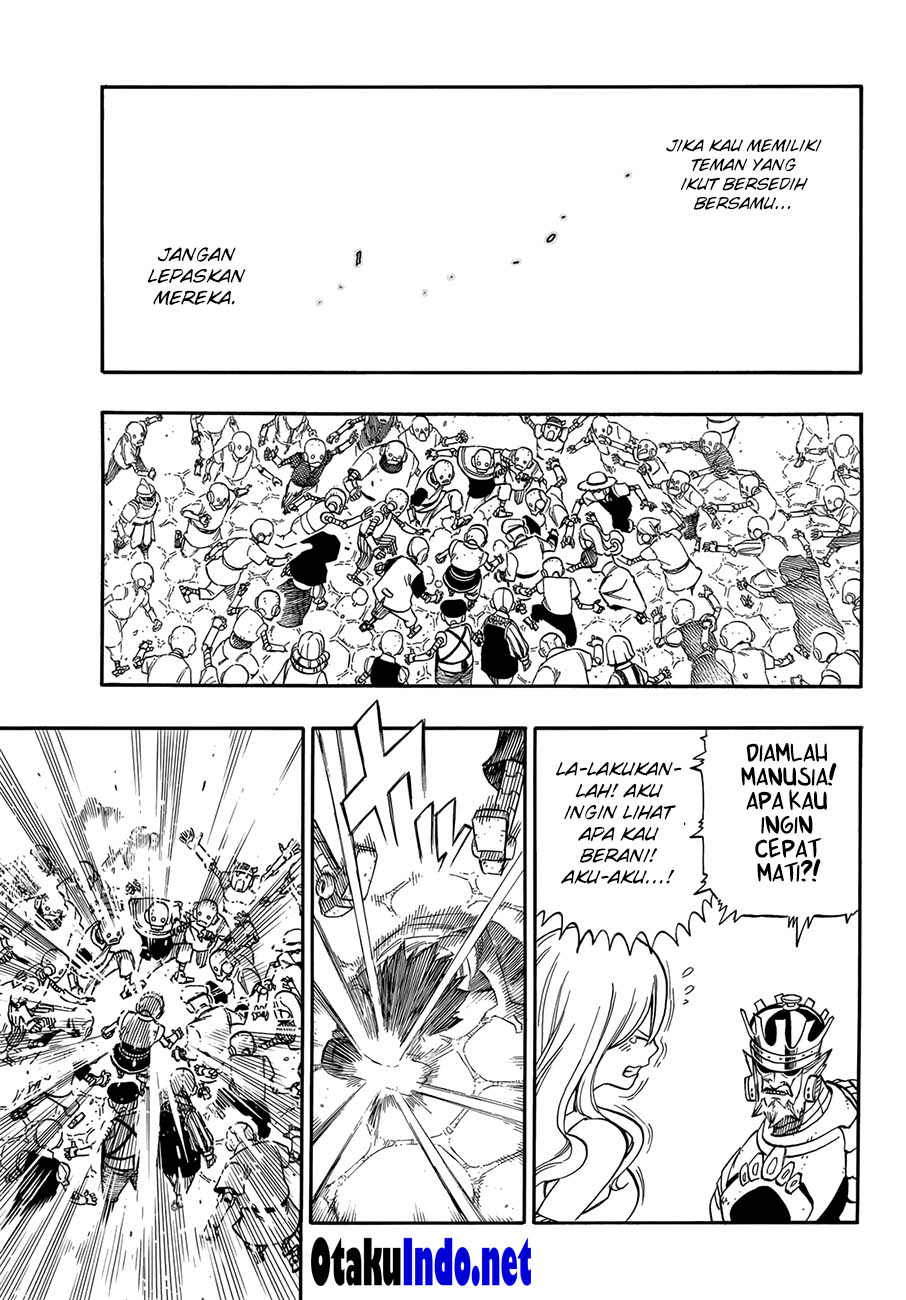 JIKA KAU MEMILIKI
TEMAN YANG
IKUT BERSEDIH
BERSAMU...
JANGAN
LEPASKAN
MEREKA.
DIAMLAH
MANUSIA!
APA KAU
INGIN
CEPAT
MATI?!
LA-LAKUKAN-
LAH! AKU
INGIN LIHAT
APA KAU
BERANI!
AKU-AKU...!
OtakuIndo.net